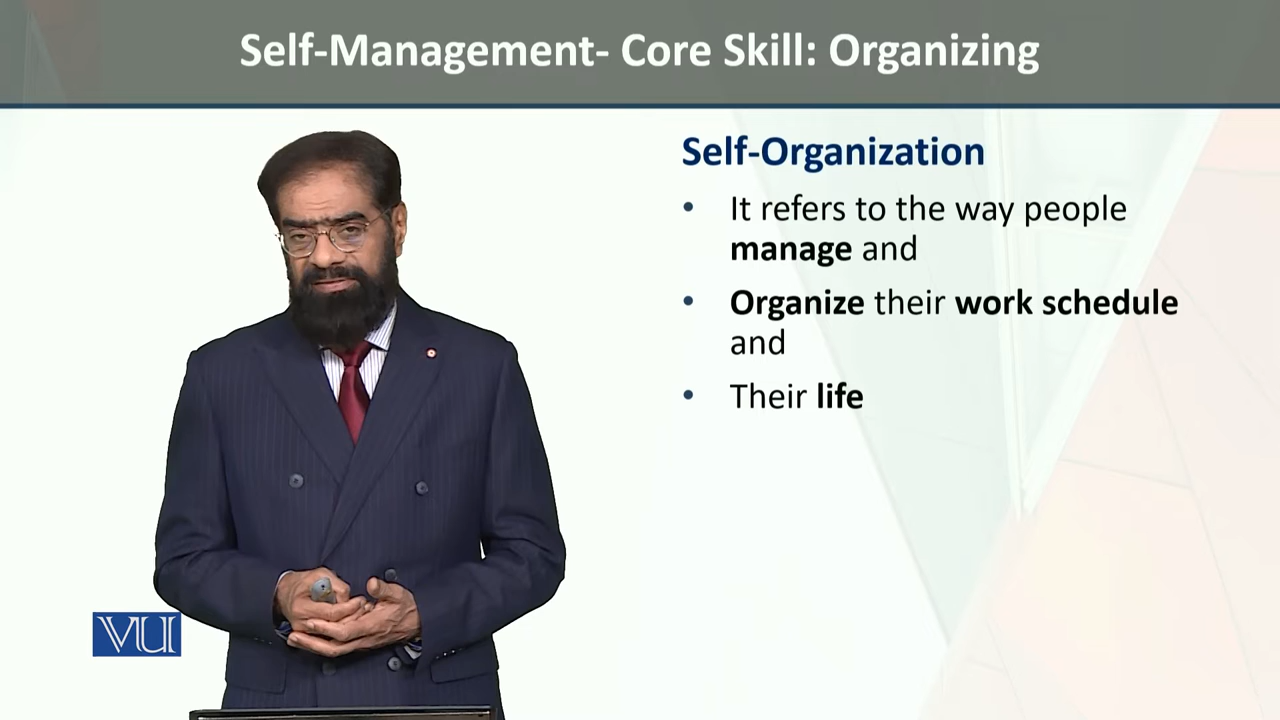 Self-Management- Core Skill: Organizing
Self-Organization
• It refers to the way people
manage and
• Organize their work schedule
and
• Their life
VU